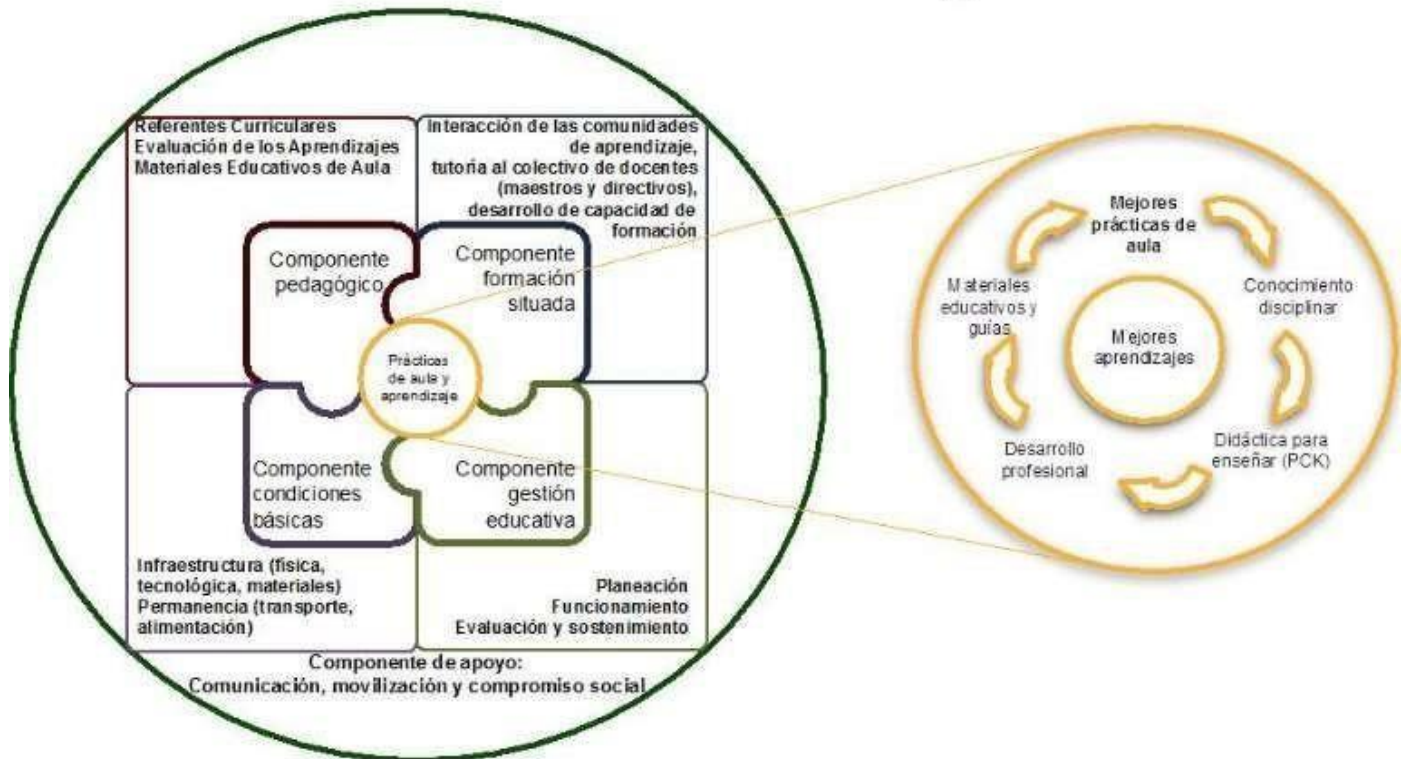 Referentes Curriculares
Evaluación de los Aprendizajes
Materiales Educativos de Aula
Interacción de las comunidades
de aprendizaje,
tutoría al colectivo de docentes
(maestros y directivos),
desarrollo de capacidad de
formación
Componente
pedagógico
Componente
formación
situada
Prácticas
de aula y
aprendizaje
Componente
condiciones
básicas
Componente
gestión
educativa
Infraestructura (física,
tecnológica, materiales)
Permanencia (transporte,
alimentación)
Planeación
Funcionamiento
Evaluación y sostenimiento
Componente de apoyo:
Comunicación, movilización y compromiso social
Mejores
prácticas de
aula
Conocimiento
disciplinar
Didáctica para
enseñar (PCK)
Desarrollo
profesional
Materiales
educativos y
guías
Mejores
aprendizajes